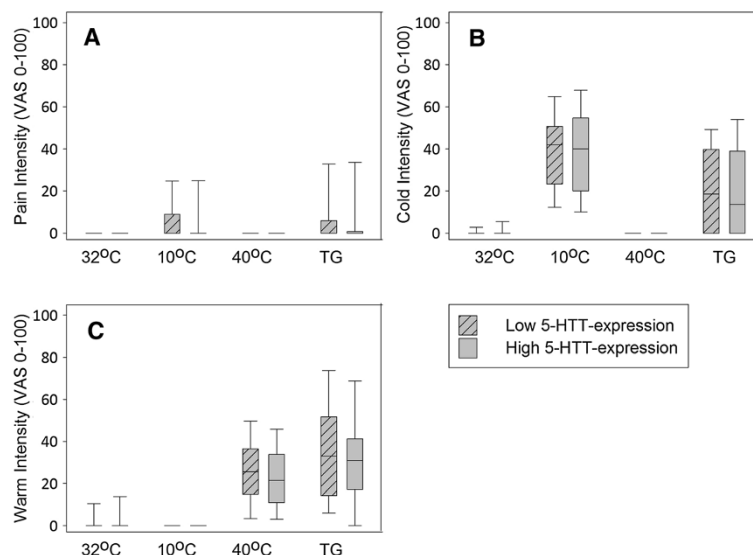 A
Pain Intensity (VAS 0-100)
100
80
60
40
20
0
32°C 10°C 40°C TG
B
Cold Intensity (VAS 0-100)
100
80
60
40
20
0
32°C 10°C 40°C TG
C
Warm Intensity (VAS 0-100)
100
80
60
40
20
0
32°C 10°C 40°C TG
Low 5-HTT-expression
High 5-HTT-expression